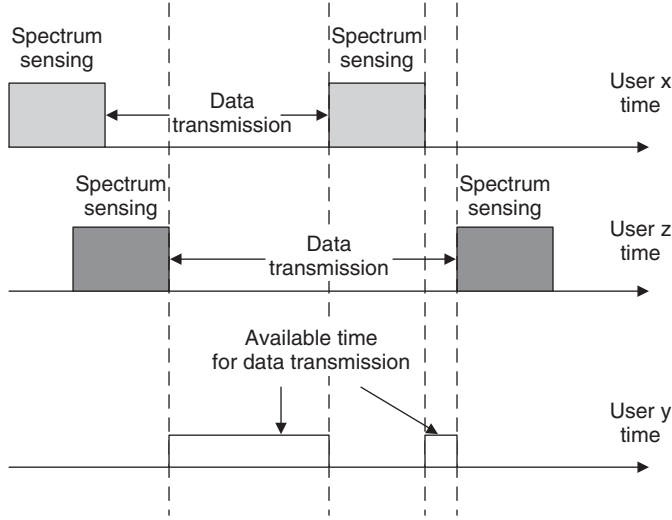 Spectrum
sensing
Spectrum
sensing
User x
time
Data
transmission
Spectrum
sensing
Spectrum
sensing
User z
time
Data
transmission
Available time
for data transmission
User y
time